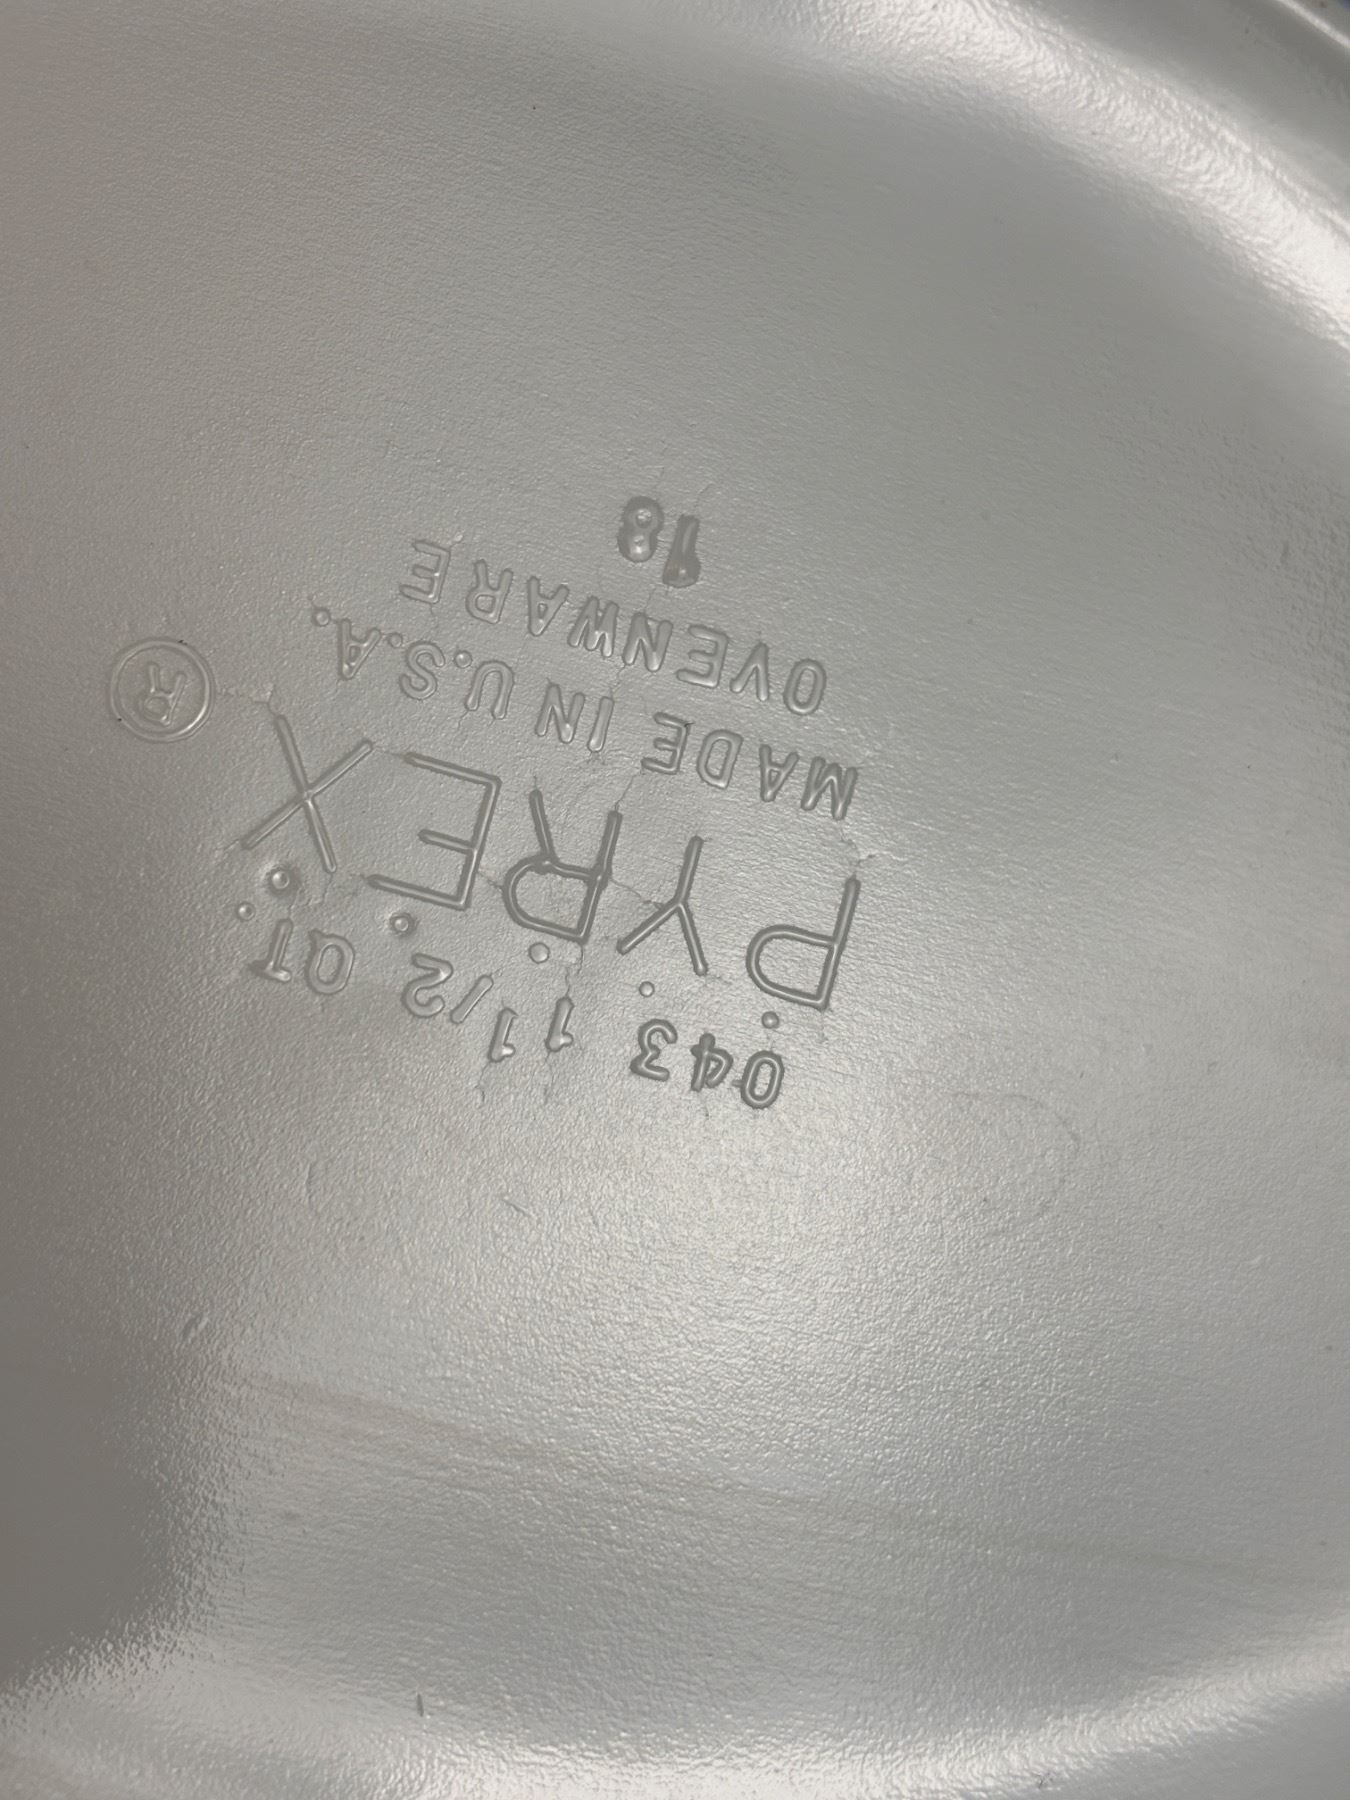 043 1 1/2 QT.
PYREX ®
MADE IN U.S.A.
OVENWARE
18